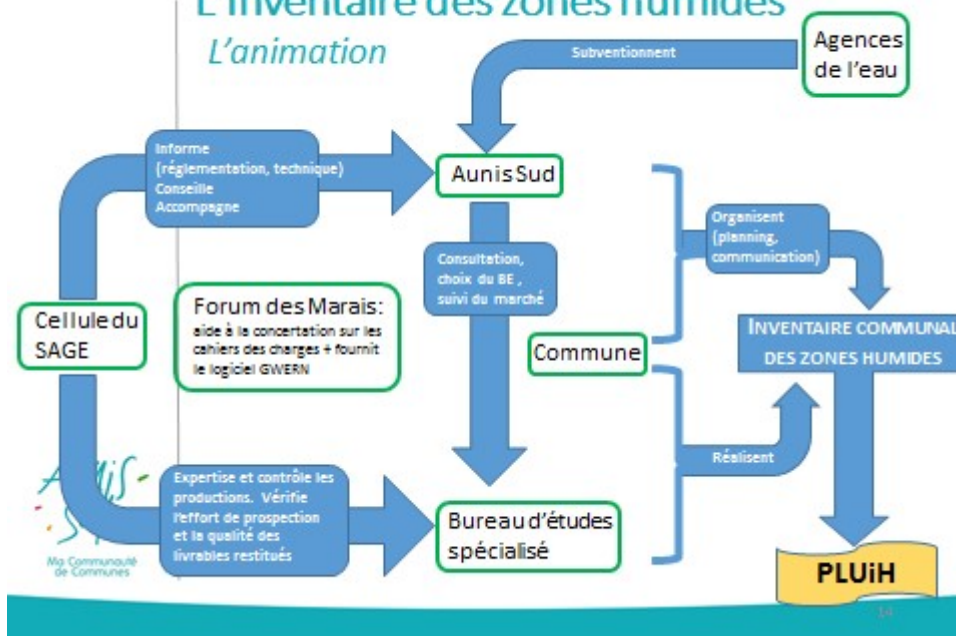 L'inventaire des zones humides
L'animation
Subventionnent
Agences
de l'eau
Informe
(réglementation, technique)
Conseille
Accompagne
Aunis Sud
Organisent
(planning,
communication)
Consultation,
choix du BE ,
suivi du marché
Cellule du
SAGE
Forum des Marais:
aide à la concertation sur les
cahiers des charges + fournit
le logiciel GWERN
Commune
INVENTAIRE COMMUNAL
DES ZONES HUMIDES
Réalisent
Expertise et contrôle les
productions. Vérifie
l'effort de prospection
et la qualité des
livrables restitués
Bureau d'études
spécialisé
Ma Communauté
de Communes
PLUiH
14